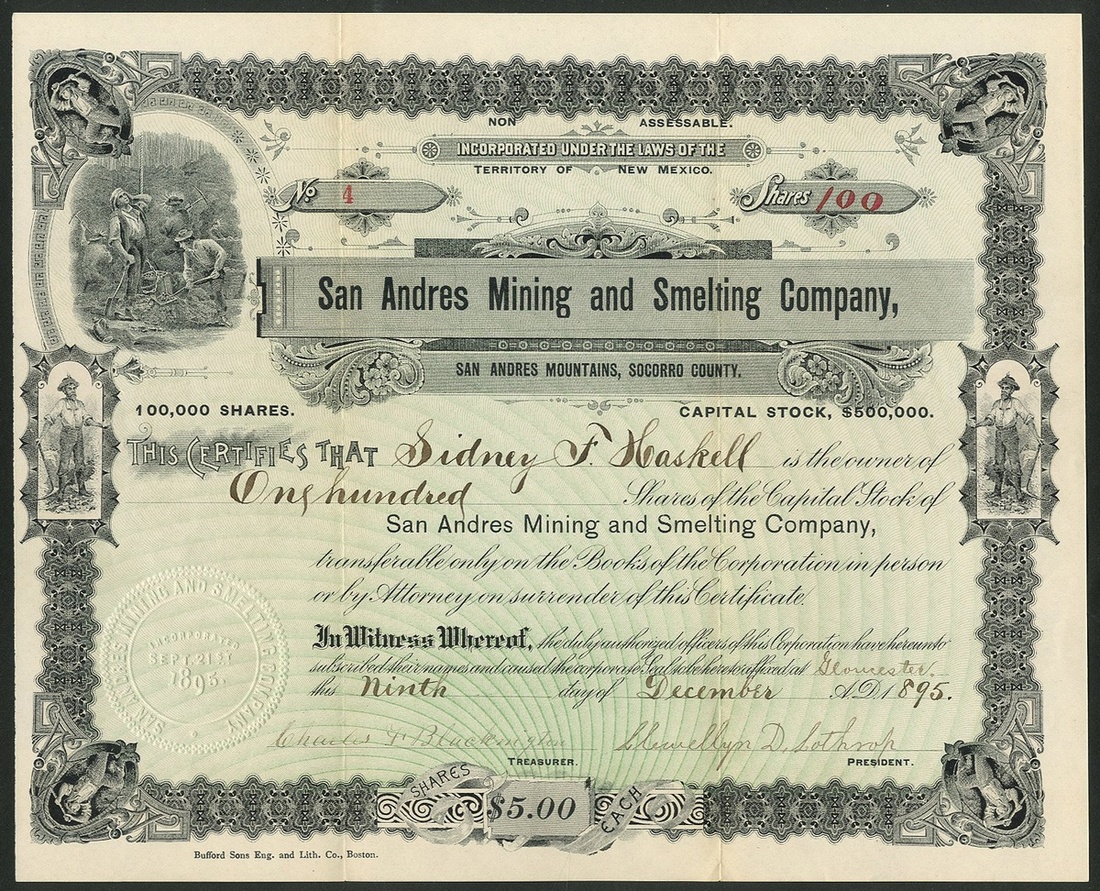 NON ASSESSABLE.
INCORPORATED UNDER THE LAWS OF THE
TERRITORY OF NEW MEXICO.
No. 4
Shares 100
San Andres Mining and Smelting Company,
SAN ANDRES MOUNTAINS, SOCORRO COUNTY.
100,000 SHARES.
CAPITAL STOCK, $500,000.
THIS CERTIFIES THAT Sidney F. Haskell is the owner of
One hundred Shares of the Capital Stock of
San Andres Mining and Smelting Company,
transferable only on the Books of the Corporation in person
or by Attorney on surrender of this Certificate.
In Witness Whereof, the duly authorized officers of this Corporation have hereunto
subscribed their names and caused the corporate Seal to be hereto affixed at Gloucester.
this Ninth day of December A.D. 1895.
SAN ANDRES MINING AND SMELTING COMPANY
INCORPORATED
SEPT. 21ST
1895.
Charles F Blackington
Llewellyn D. Lothrop
TREASURER.
PRESIDENT.
SHARES $5.00 EACH
Bufford Sons Eng. and Lith. Co., Boston.